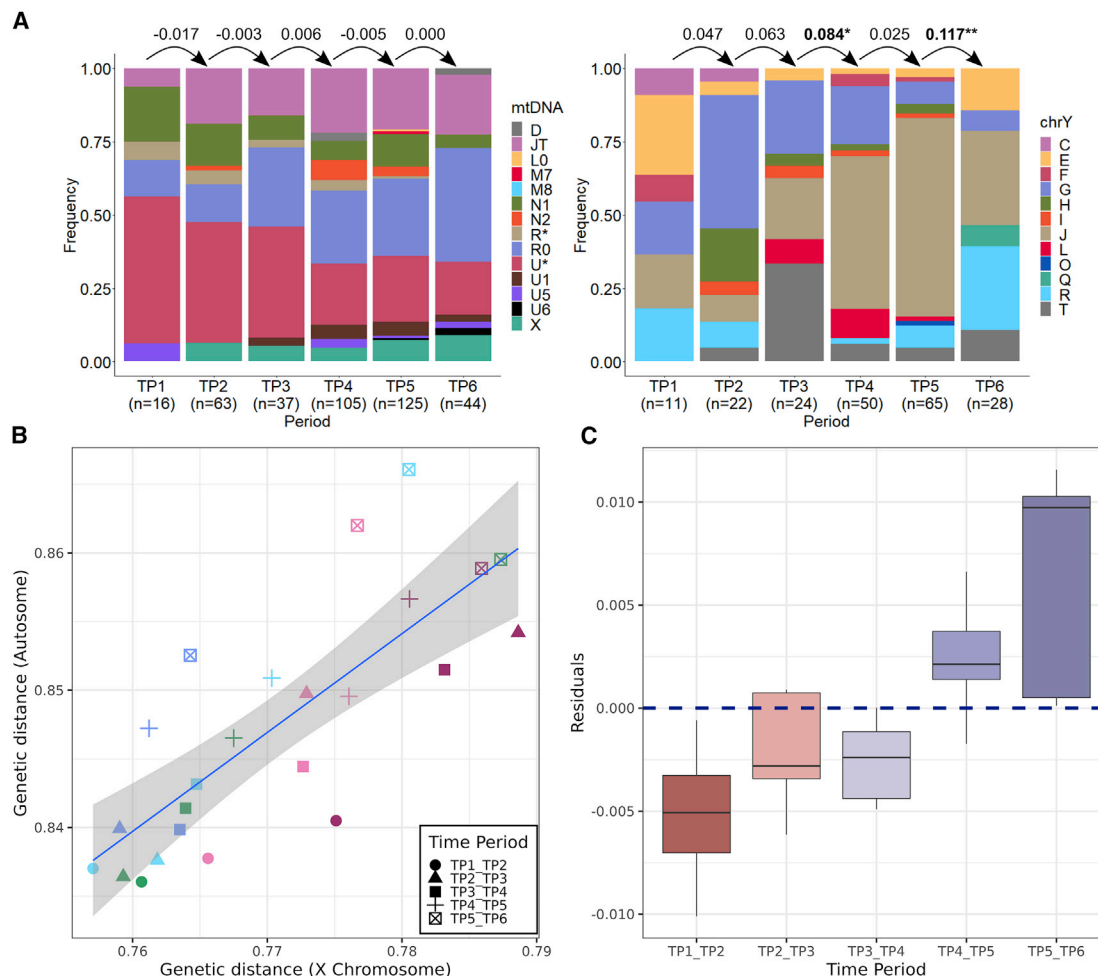 A
-0.017 -0.003 0.006 -0.005 0.000
1.00
0.75
0.50
0.25
0.00
Frequency
TP1 TP2 TP3 TP4 TP5 TP6
(n=16) (n=63) (n=37) (n=105) (n=125) (n=44)
Period
mtDNA
D
JT
L0
M7
M8
N1
N2
R*
R0
U*
U1
U5
U6
X
0.047 0.063 0.084* 0.025 0.117**
1.00
0.75
0.50
0.25
0.00
Frequency
TP1 TP2 TP3 TP4 TP5 TP6
(n=11) (n=22) (n=24) (n=50) (n=65) (n=28)
Period
chrY
C
E
F
G
H
I
J
L
O
Q
R
T
B
Genetic distance (Autosome)
0.86
0.85
0.84
0.76 0.77 0.78 0.79
Genetic distance (X Chromosome)
Time Period
TP1_TP2
TP2_TP3
TP3_TP4
TP4_TP5
TP5_TP6
C
Residuals
0.010
0.005
0.000
-0.005
-0.010
TP1_TP2 TP2_TP3 TP3_TP4 TP4_TP5 TP5_TP6
Time Period